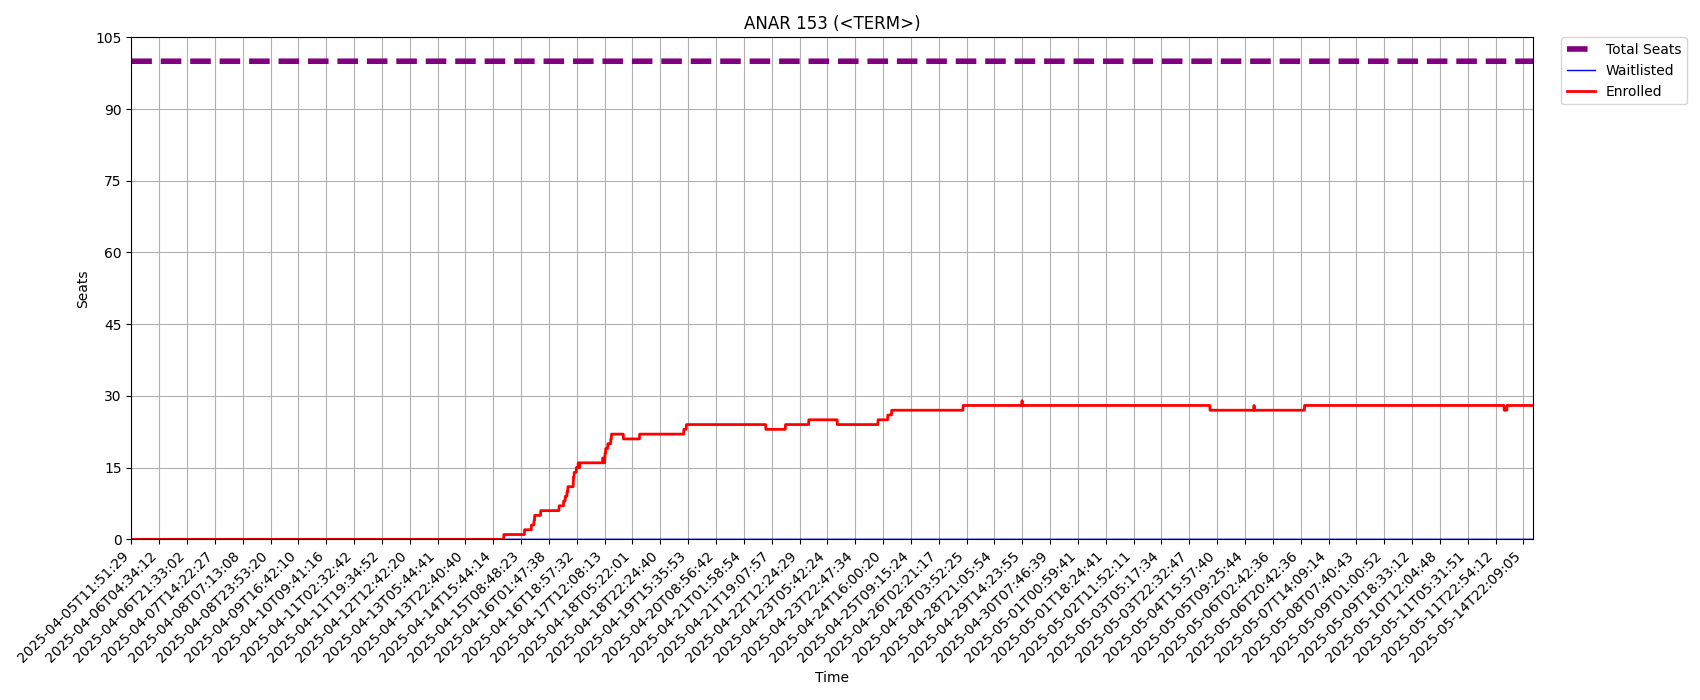 ANAR 153 (<TERM>)
Total Seats
Waitlisted
Enrolled
105
90
75
60
45
30
15
0
Seats
2025-04-05T11:51:29
2025-04-06T04:34:12
2025-04-06T21:33:02
2025-04-07T14:22:27
2025-04-08T07:13:08
2025-04-08T23:53:20
2025-04-09T16:42:10
2025-04-10T09:41:16
2025-04-11T02:32:42
2025-04-11T19:34:52
2025-04-12T12:42:20
2025-04-13T05:44:41
2025-04-13T22:40:40
2025-04-14T15:44:14
2025-04-15T08:48:23
2025-04-16T01:47:38
2025-04-16T18:57:32
2025-04-17T12:08:13
2025-04-18T05:22:01
2025-04-18T22:24:40
2025-04-19T15:35:53
2025-04-20T08:56:42
2025-04-21T01:58:54
2025-04-21T19:07:57
2025-04-22T12:24:29
2025-04-23T05:42:24
2025-04-23T22:47:34
2025-04-24T16:00:20
2025-04-25T09:15:24
2025-04-26T02:21:17
2025-04-28T03:52:25
2025-04-28T21:05:54
2025-04-29T14:23:55
2025-04-30T07:46:39
2025-05-01T00:59:41
2025-05-01T18:24:41
2025-05-02T11:52:11
2025-05-03T05:17:34
2025-05-03T22:32:47
2025-05-04T15:57:40
2025-05-05T09:25:44
2025-05-06T02:42:36
2025-05-06T20:42:36
2025-05-07T14:09:14
2025-05-08T07:40:43
2025-05-09T01:00:52
2025-05-09T18:33:12
2025-05-10T12:04:48
2025-05-11T05:31:51
2025-05-11T22:54:12
2025-05-14T22:09:05
Time